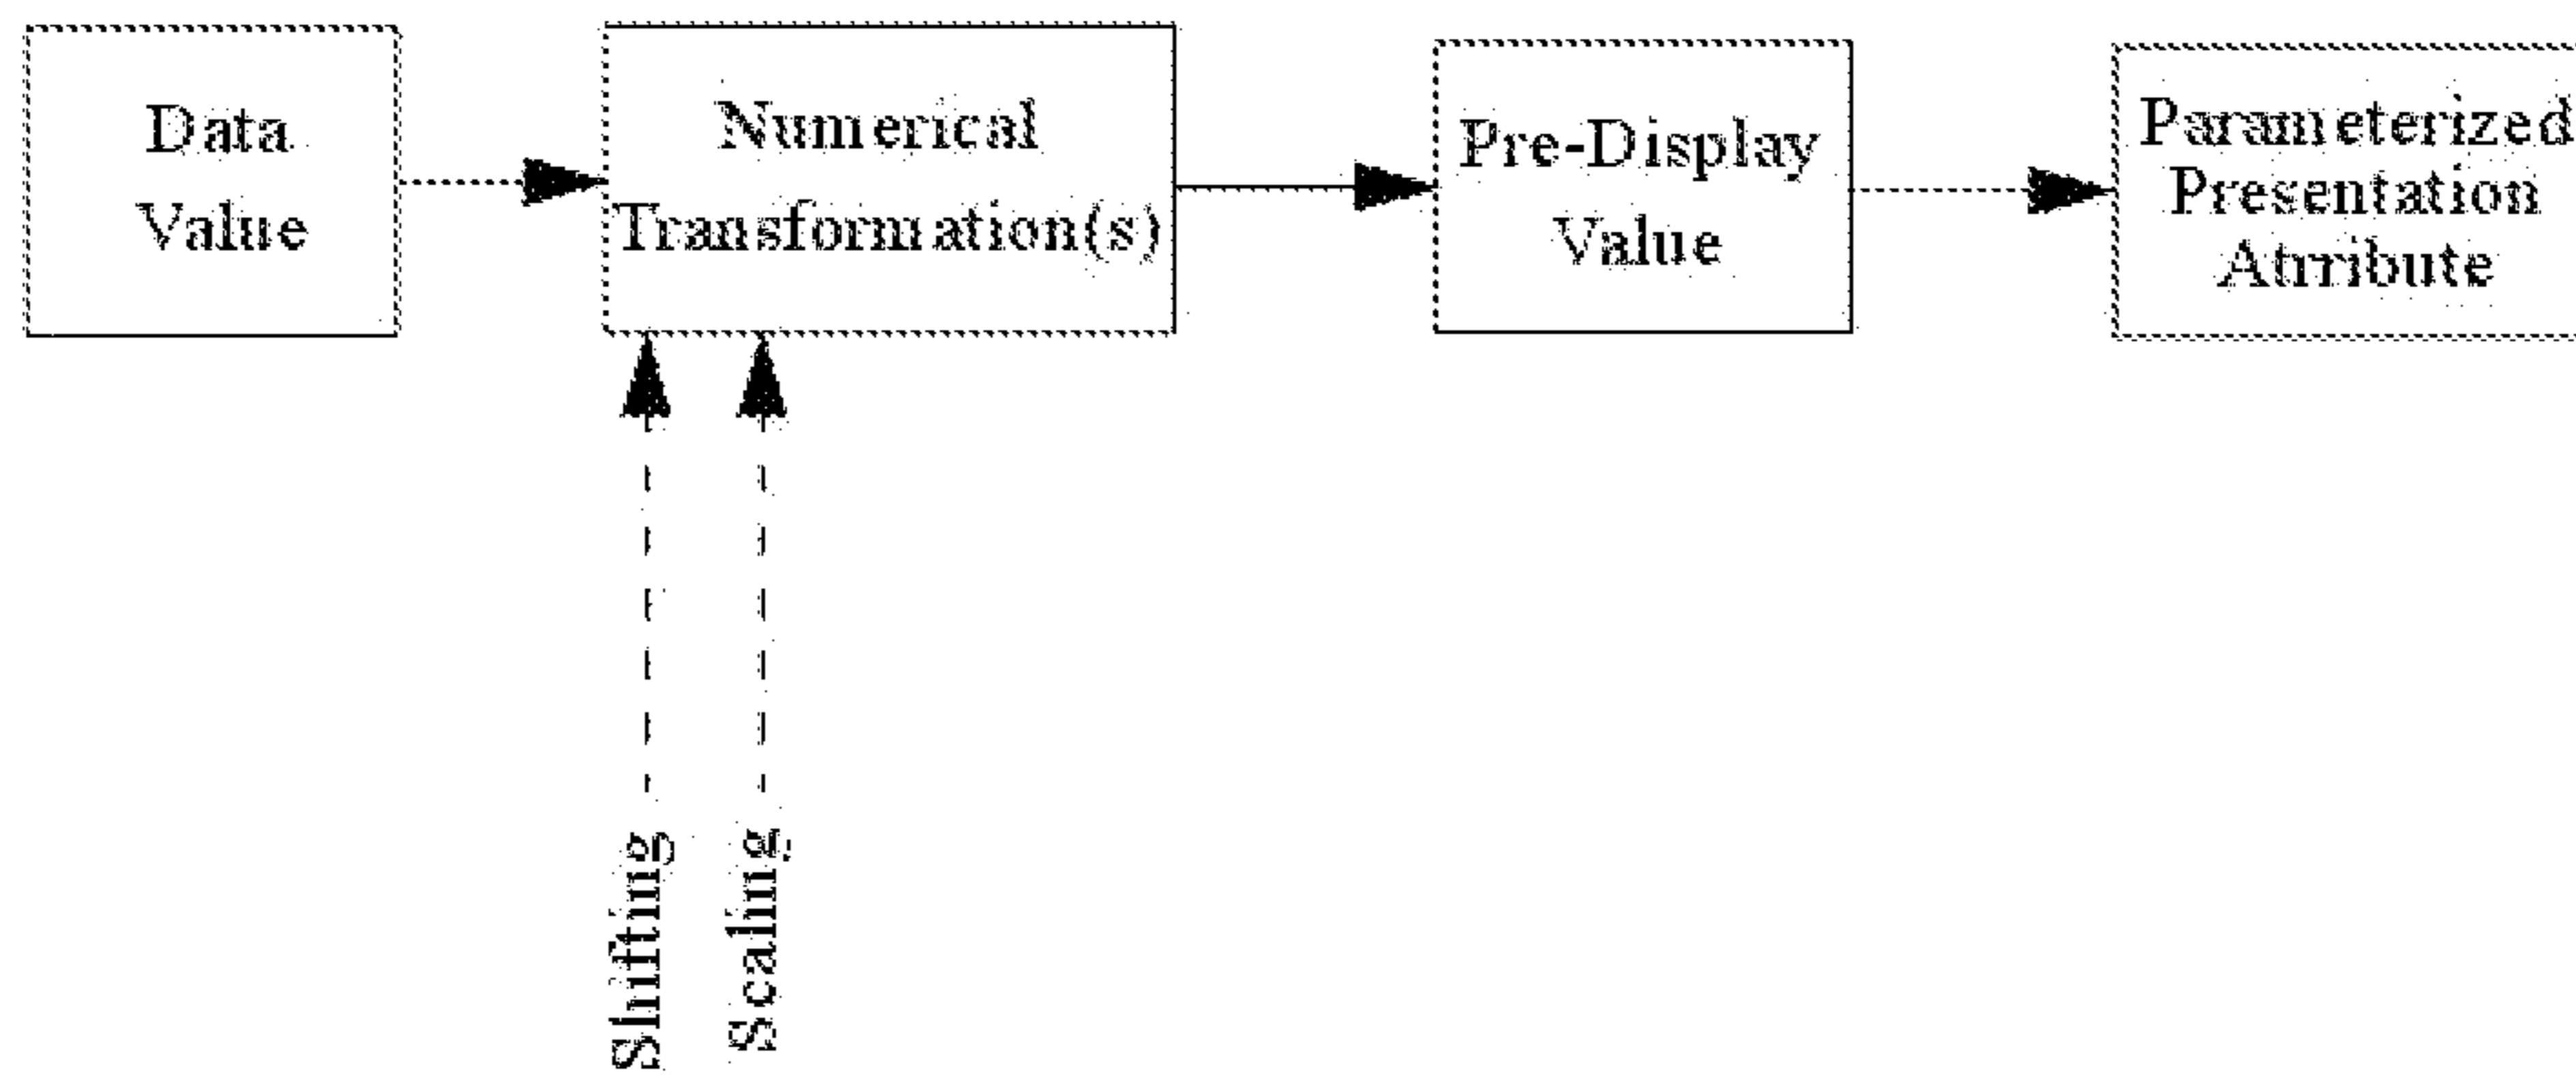 Data
Value
Numerical
Transformation(s)
Pre-Display
Value
Parameterized
Presentation
Attribute
Shifting
Scaling